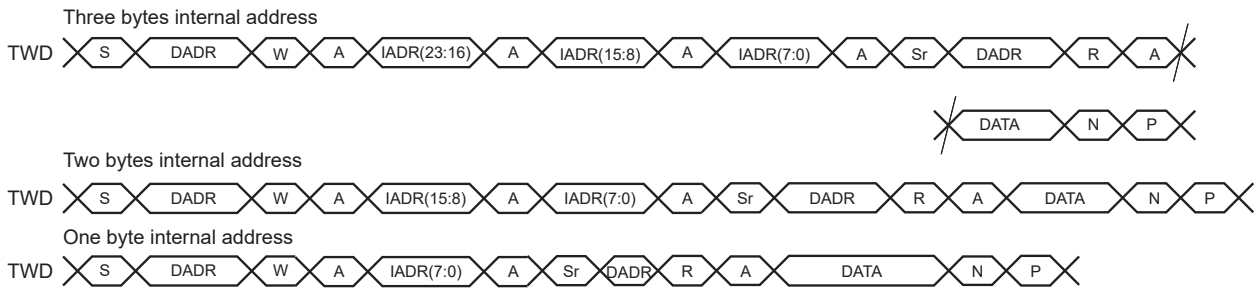 Three bytes internal address
TWD S DADR W A IADR(23:16) A IADR(15:8) A IADR(7:0) A Sr DADR R A
DATA N P
Two bytes internal address
TWD S DADR W A IADR(15:8) A IADR(7:0) A Sr DADR R A DATA N P
One byte internal address
TWD S DADR W A IADR(7:0) A Sr DADR R A DATA N P